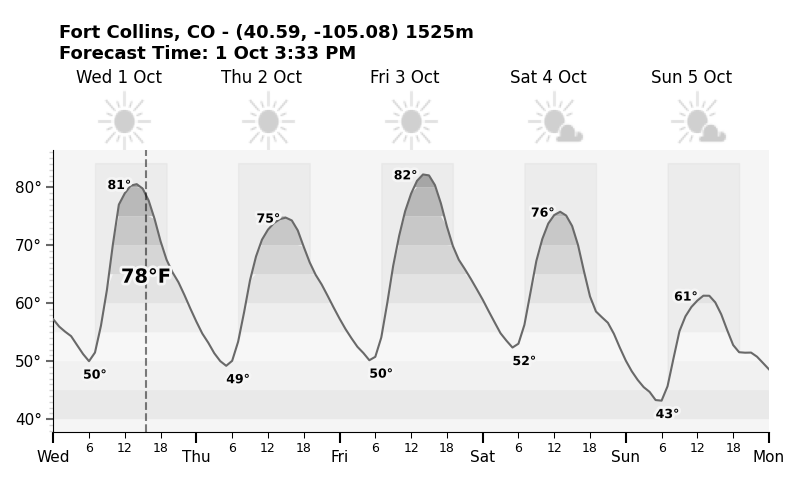 Fort Collins, CO - (40.59, -105.08) 1525m
Forecast Time: 1 Oct 3:33 PM
Wed 1 Oct Thu 2 Oct Fri 3 Oct Sat 4 Oct Sun 5 Oct
80° 81° 75° 82° 76°
70°
78°F
60° 61°
50° 50° 49° 50° 52°
40° 43°
6 12 18 6 12 18 6 12 18 6 12 18 6 12 18
Wed Thu Fri Sat Sun Mon